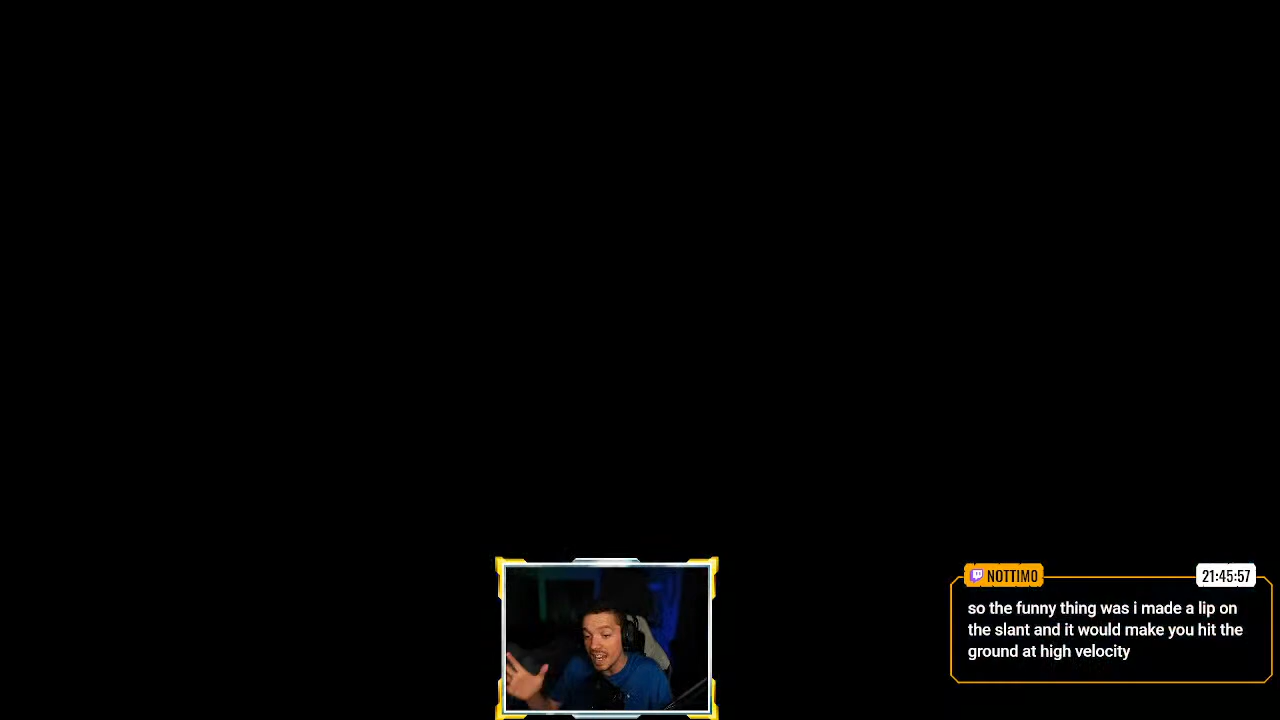 NOTTIMO
21:45:57
so the funny thing was i made a lip on
the slant and it would make you hit the
ground at high velocity